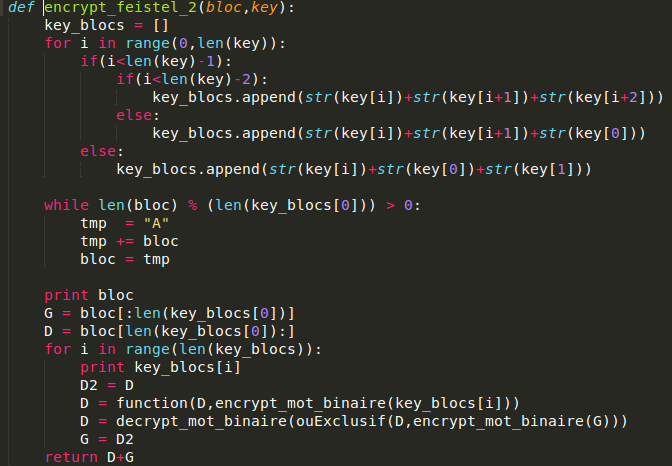 def encrypt_feistel_2(bloc,key):
    key_blocs = []
    for i in range(0,len(key)):
        if(i<len(key)-1):
            if(i<len(key)-2):
                key_blocs.append(str(key[i])+str(key[i+1])+str(key[i+2]))
            else:
                key_blocs.append(str(key[i])+str(key[i+1])+str(key[0]))
        else:
            key_blocs.append(str(key[i])+str(key[0])+str(key[1]))

    while len(bloc) % (len(key_blocs[0])) > 0:
        tmp  = "A"
        tmp += bloc
        bloc = tmp

    print bloc
    G = bloc[:len(key_blocs[0])]
    D = bloc[len(key_blocs[0]):]
    for i in range(len(key_blocs)):
        print key_blocs[i]
        D2 = D
        D = function(D,encrypt_mot_binaire(key_blocs[i]))
        D = decrypt_mot_binaire(ouExclusif(D,encrypt_mot_binaire(G)))
        G = D2
    return D+G